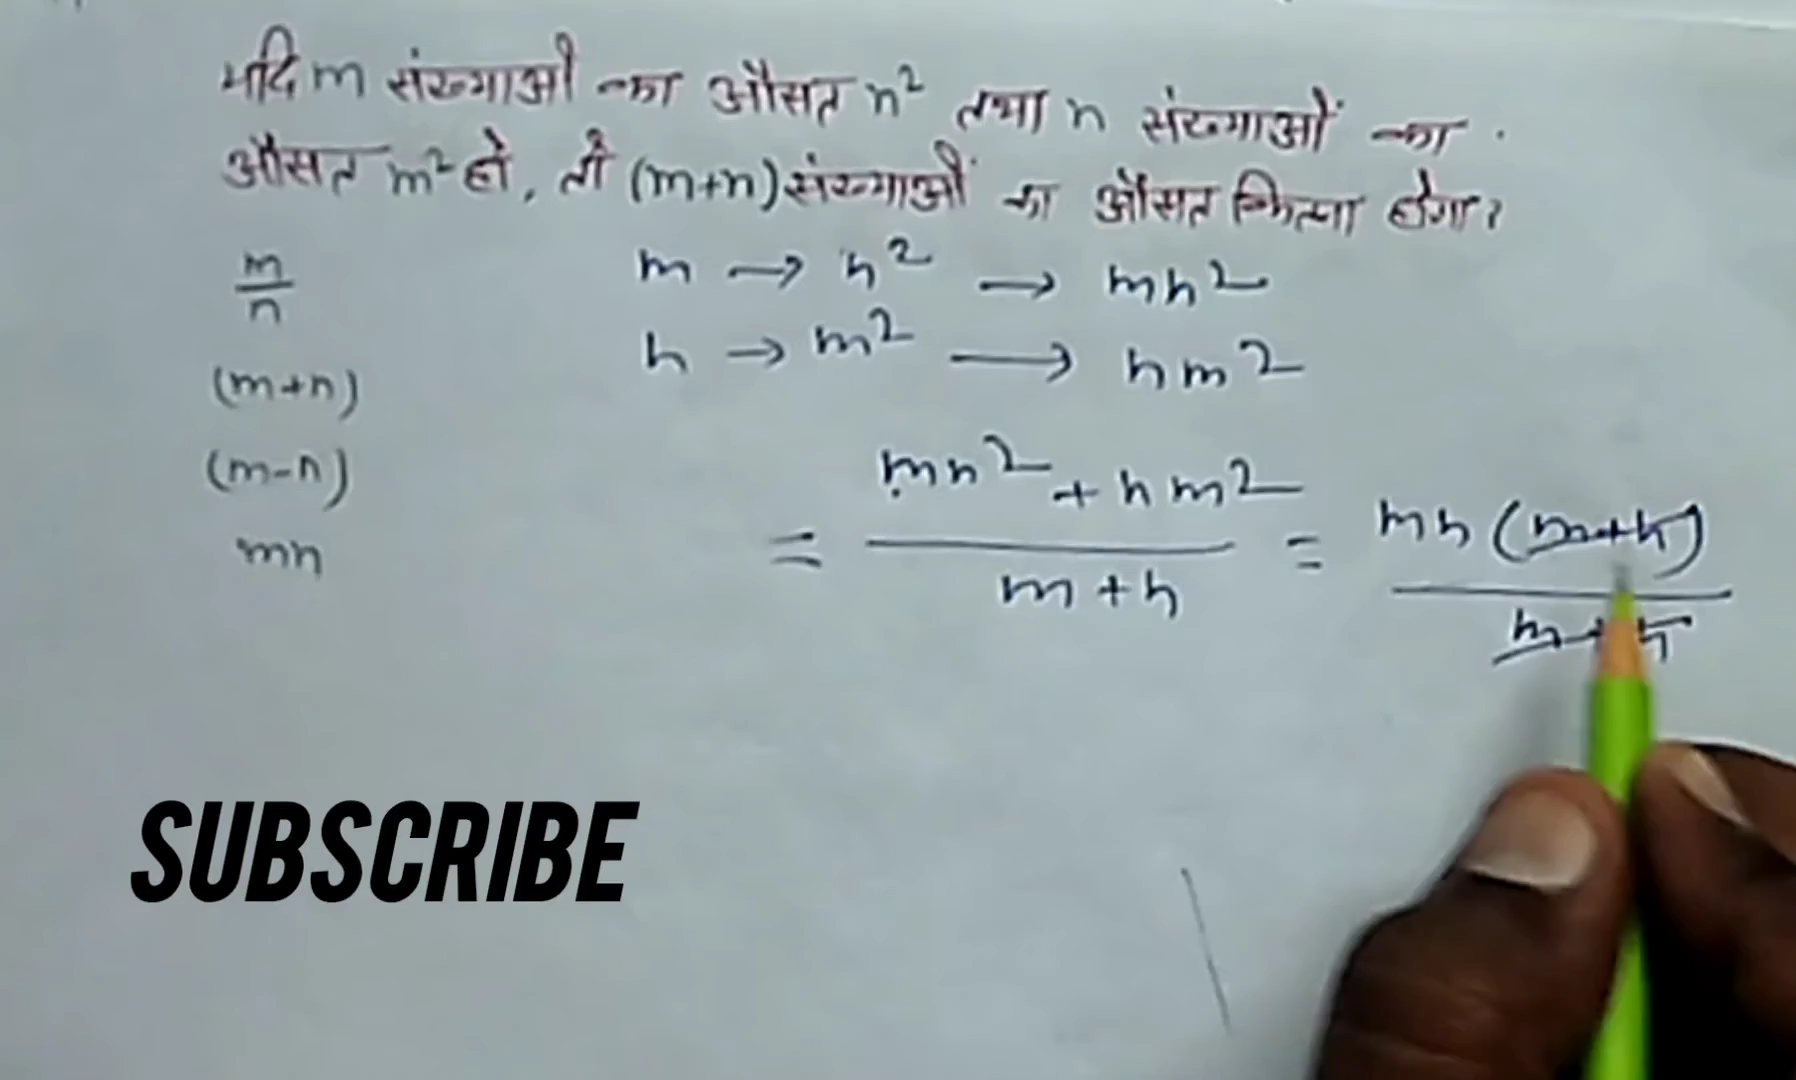 यदि m संख्याओं का औसत n² तथा n संख्याओं का
औसत m² हो, तो (m+n) संख्याओं का औसत कितना होगा?
m/n
(m+n)
(m-n)
mn
m → n² → mn²
n → m² → nm²
= (mn² + nm²)/(m+n) = mn(m+n)/(m+n)
SUBSCRIBE